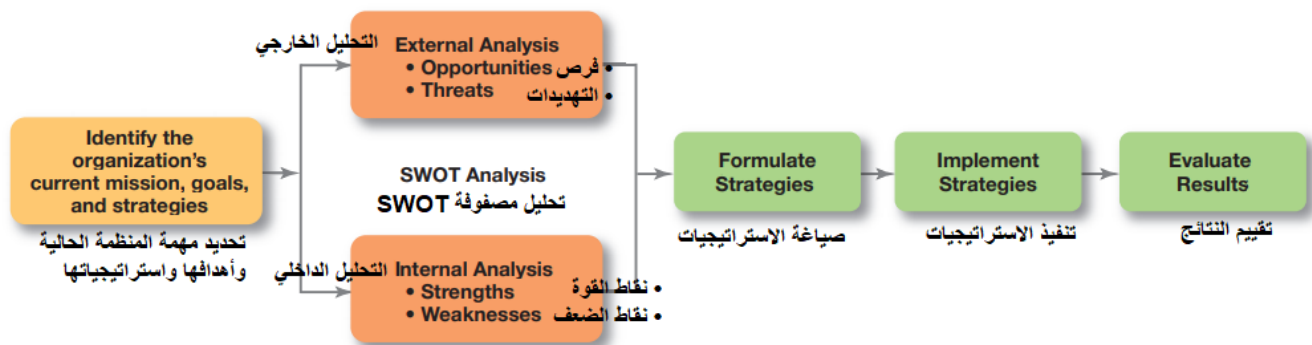 Identify the
organization's
current mission, goals,
and strategies
تحديد مهمة المنظمة الحالية
وأهدافها واستراتيجياتها
التحليل الخارجي
External Analysis
• Opportunities
• Threats
• فرص
• التهديدات
SWOT Analysis
تحليل مصفوفة SWOT
التحليل الداخلي
Internal Analysis
• Strengths
• Weaknesses
• نقاط القوة
• نقاط الضعف
Formulate
Strategies
صياغة الاستراتيجيات
Implement
Strategies
تنفيذ الاستراتيجيات
Evaluate
Results
تقييم النتائج